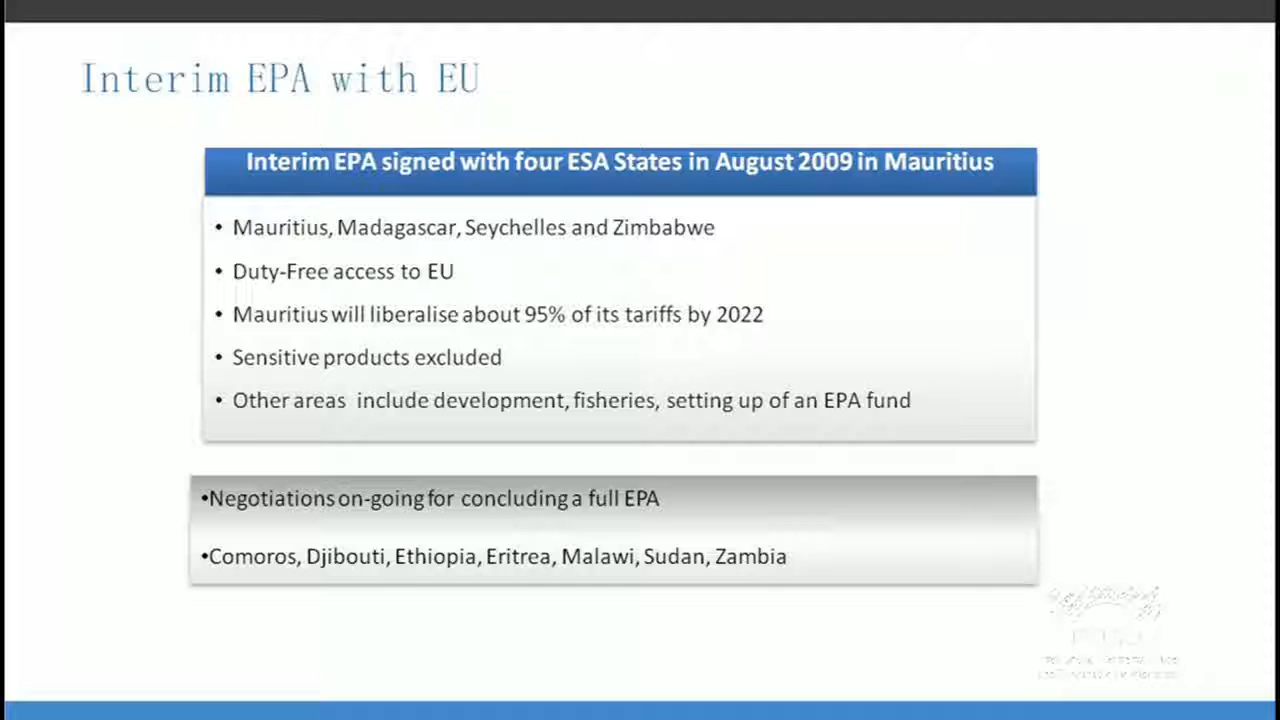 Interim EPA with EU
Interim EPA signed with four ESA States in August 2009 in Mauritius
• Mauritius, Madagascar, Seychelles and Zimbabwe
• Duty-Free access to EU
• Mauritius will liberalise about 95% of its tariffs by 2022
• Sensitive products excluded
• Other areas include development, fisheries, setting up of an EPA fund
•Negotiations on-going for concluding a full EPA
•Comoros, Djibouti, Ethiopia, Eritrea, Malawi, Sudan, Zambia